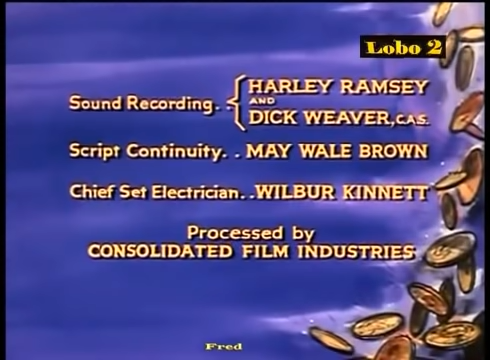 Lobo 2
HARLEY RAMSEY
Sound Recording. AND
DICK WEAVER, C.A.S.
Script Continuity. . MAY WALE BROWN
Chief Set Electrician. . WILBUR KINNETT
Processed by
CONSOLIDATED FILM INDUSTRIES
Fred